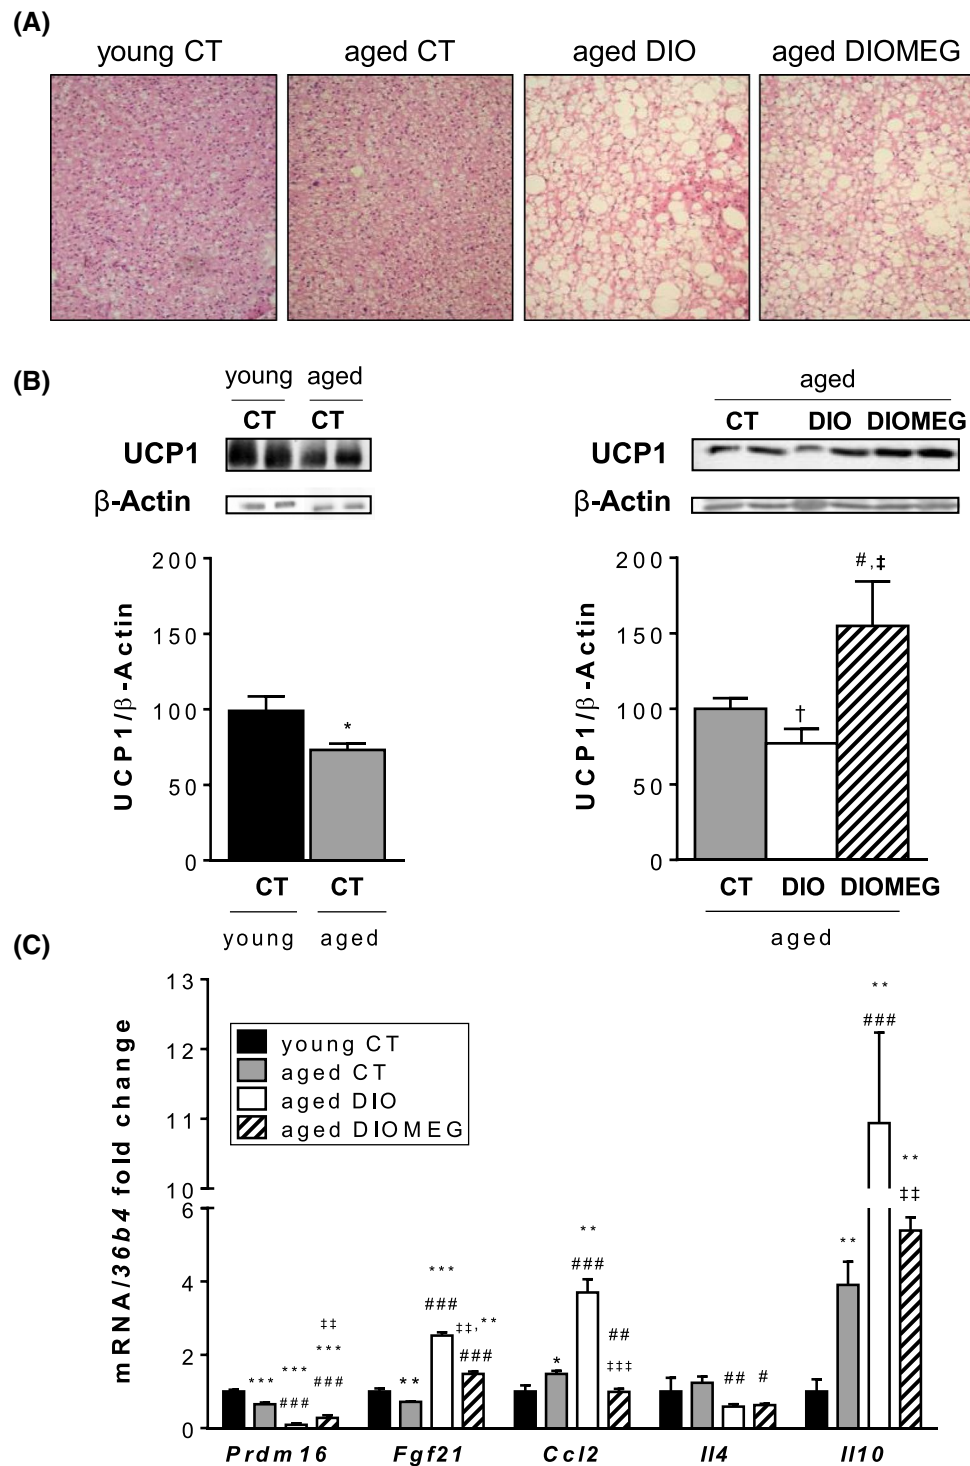 (A)
young CT aged CT aged DIO aged DIOMEG
(B)
young aged
CT CT
UCP1
β-Actin
aged
CT DIO DIOMEG
UCP1
β-Actin
UCP1/β-Actin
200
150
100
50
0
*
CT CT
young aged
UCP1/β-Actin
200
150
100
50
0
†
#,‡
CT DIO DIOMEG
aged
(C)
mRNA/36b4 fold change
13
12
11
10
6
4
2
0
young CT
aged CT
aged DIO
aged DIOMEG
***
***
###
‡‡
***
###
**
***
###
‡‡,**
###
*
**
###
##
‡‡‡
##
#
**
**
###
**
‡‡
Prdm16 Fgf21 Ccl2 Il4 Il10